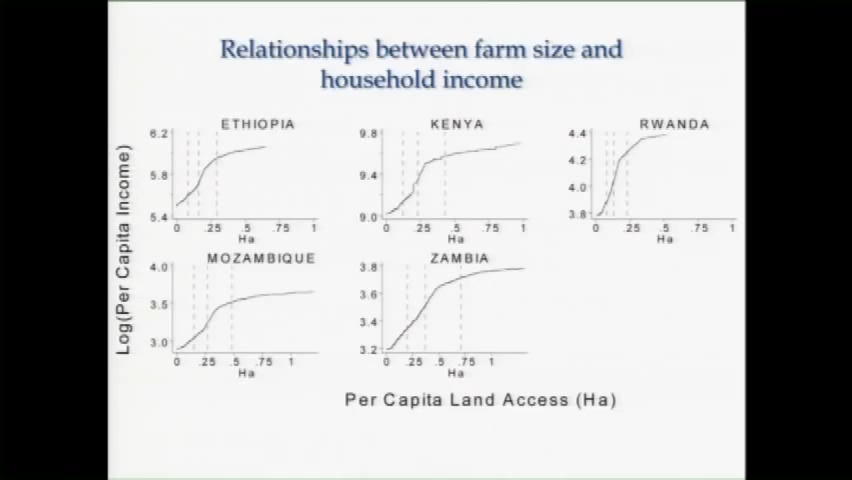 Relationships between farm size and
household income
Log(Per Capita Income)
ETHIOPIA
6.2
5.8
5.4
0 .25 .5 .75 1
Ha
KENYA
9.8
9.4
9.0
0 .25 .5 .75 1
Ha
RWANDA
4.4
4.2
4.0
3.8
0 .25 .5 .75 1
Ha
MOZAMBIQUE
4.0
3.5
3.0
0 .25 .5 .75 1
Ha
ZAMBIA
3.8
3.6
3.4
3.2
0 .25 .5 .75 1
Ha
Per Capita Land Access (Ha)